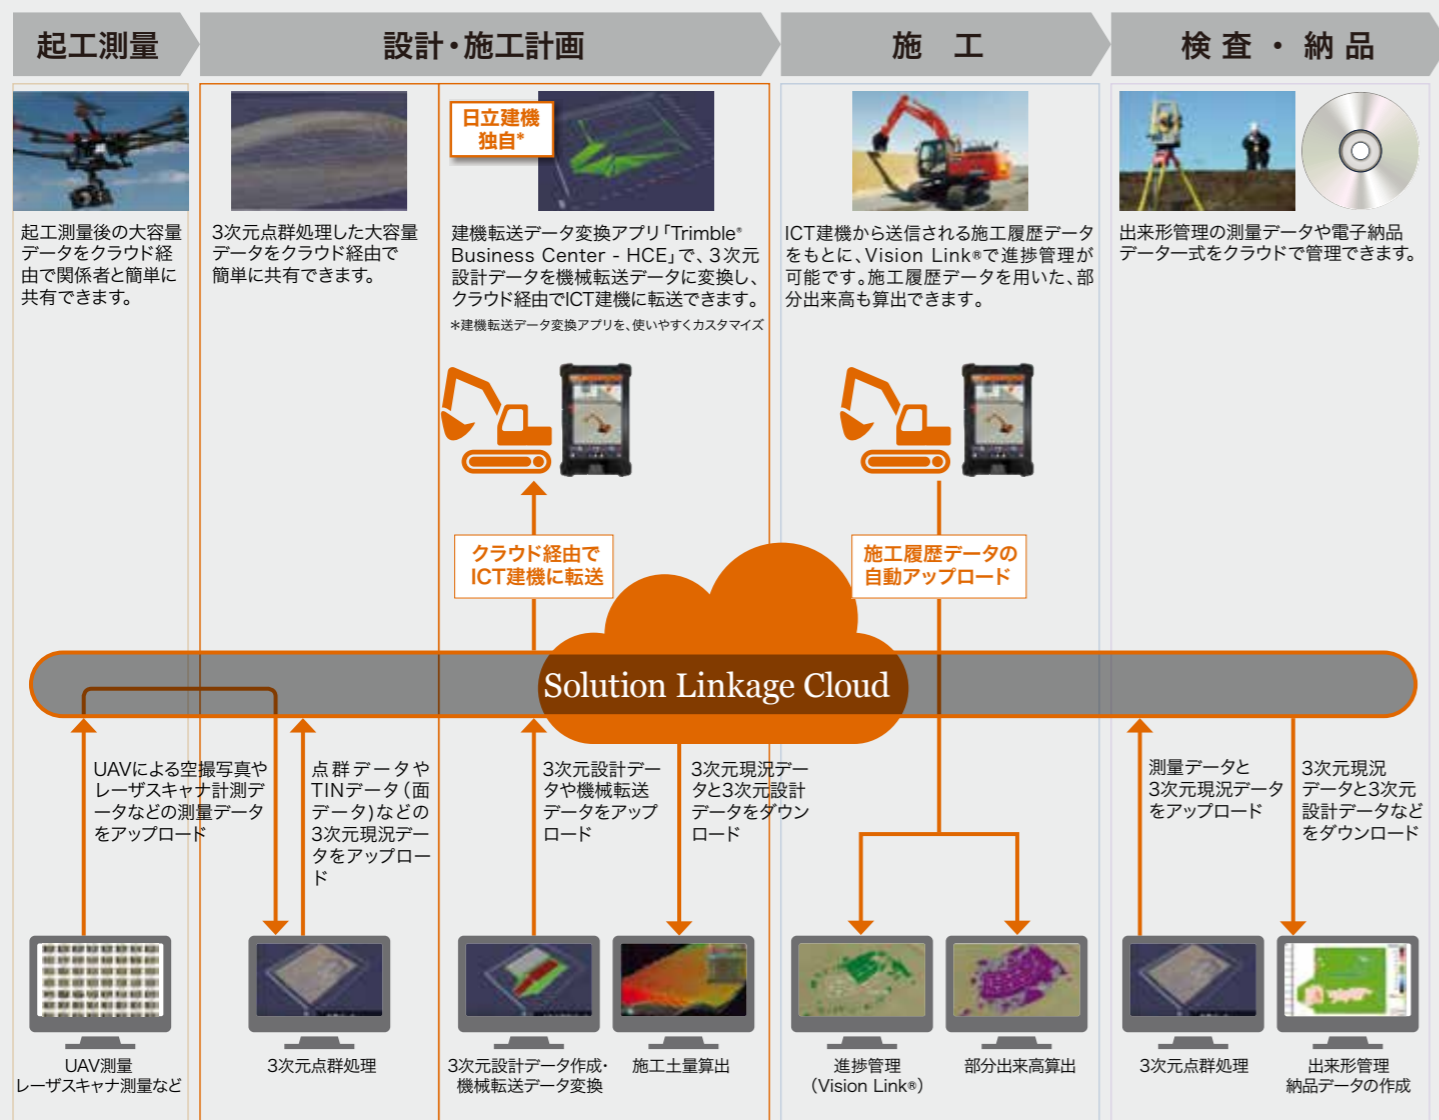 起工測量
設計・施工計画
施 工
検査・納品
起工測量後の大容量
データをクラウド経
由で関係者と簡単に
共有できます。
3次元点群処理した大容量
データをクラウド経由で
簡単に共有できます。
日立建機
独自*
建機転送データ変換アプリ「Trimble®
Business Center - HCE」で、3次元
設計データを機械転送データに変換し、
クラウド経由でICT建機に転送できます。
*建機転送データ変換アプリを、使いやすくカスタマイズ
ICT建機から送信される施工履歴データ
をもとに、Vision Link®で進捗管理が
可能です。施工履歴データを用いた、部
分出来高も算出できます。
出来形管理の測量データや電子納品
データ一式をクラウドで管理できます。
クラウド経由で
ICT建機に転送
施工履歴データの
自動アップロード
Solution Linkage Cloud
UAVによる空撮写真や
レーザスキャナ計測デ
ータなどの測量データ
をアップロード
点群データや
TINデータ(面
データ)などの
3次元現況デー
タをアップロー
ド
3次元設計デー
タや機械転送
データをアップ
ロード
3次元現況デー
タと3次元設計
データをダウン
ロード
測量データと
3次元現況データ
をアップロード
3次元現況
データと3次元
設計データなど
をダウンロード
UAV測量
レーザスキャナ測量など
3次元点群処理
3次元設計データ作成・
機械転送データ変換
施工土量算出
進捗管理
(Vision Link®)
部分出来高算出
3次元点群処理
出来形管理
納品データの作成